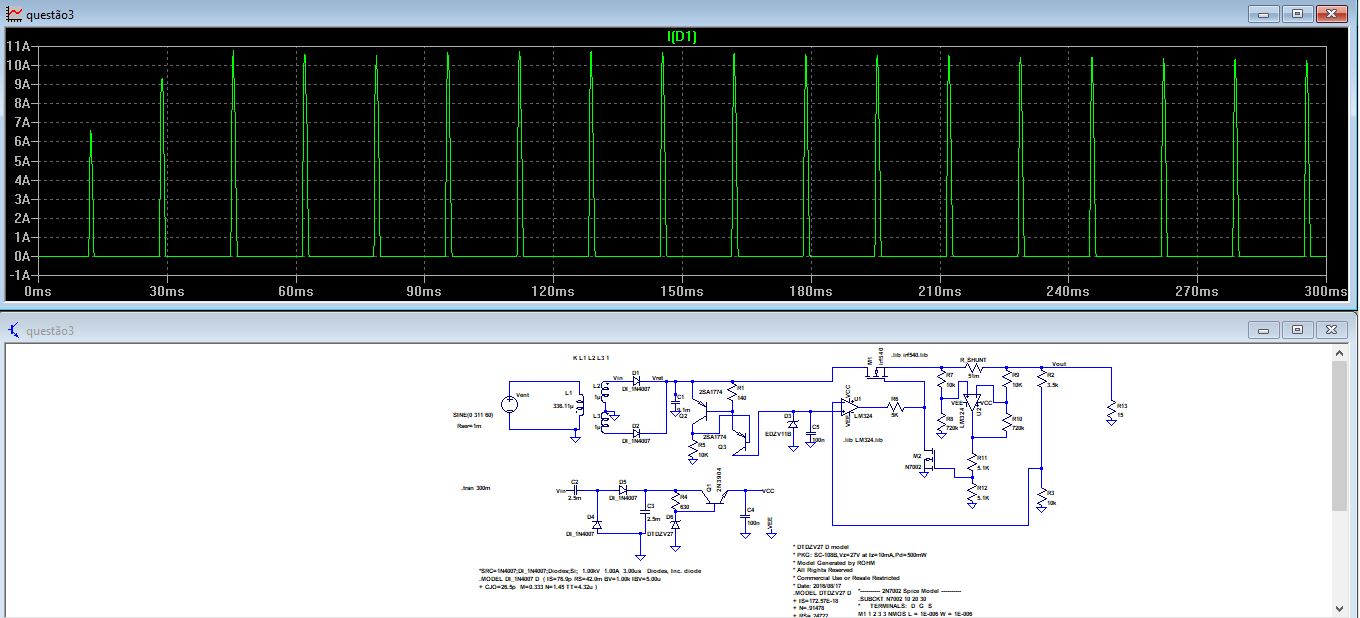 questão3
I(D1)
11A
10A
9A
8A
7A
6A
5A
4A
3A
2A
1A
0A
-1A
0ms 30ms 60ms 90ms 120ms 150ms 180ms 210ms 240ms 270ms 300ms
questão3
K L1 L2 L3 1
Vent
SINE(0 311 60)
Rser=1m
L1
336.11µ
L2
1µ
L3
1µ
Vin
D1
DI_1N4007
Vret
D2
DI_1N4007
C1
9.1m
Q2
2SA1774
R1
140
2SA1774
Q3
R5
10K
D3
EDZV11B
C5
100n
VCC
U1
LM324
VEE
.lib LM324.lib
R6
5K
M1
irf540
.lib irf540.lib
R_SHUNT
51m
R7
10k
R8
720k
VEE
VCC
LM324
U2
R9
10K
R10
720k
Vout
R2
3.5k
R13
15
M2
N7002
R11
5.1K
R12
5.1K
R3
10k
.tran 300m
Vin
C2
2.5m
D5
DI_1N4007
D4
DI_1N4007
C3
2.5m
R4
630
D6
DTDZV27
Q1
2N3904
VCC
C4
100n
VEE
*SRC=1N4007;DI_1N4007;Diodes;Si; 1.00kV 1.00A 3.00us Diodes, Inc. diode
.MODEL DI_1N4007 D ( IS=76.9p RS=42.0m BV=1.00k IBV=5.00u
+ CJO=26.5p M=0.333 N=1.45 TT=4.32u )
* DTDZV27 D model
* PKG: SC-108B,Vz=27V at Iz=10mA,Pd=500mW
* Model Generated by ROHM
* All Rights Reserved
* Commercial Use or Resale Restricted
* Date: 2016/08/17
.MODEL DTDZV27 D
+ IS=172.57E-18
+ N=.91478
+ RS=.24722
*---------- 2N7002 Spice Model ----------
.SUBCKT N7002 10 20 30
* TERMINALS: D G S
M1 1 2 3 3 NMOS L = 1E-006 W = 1E-006